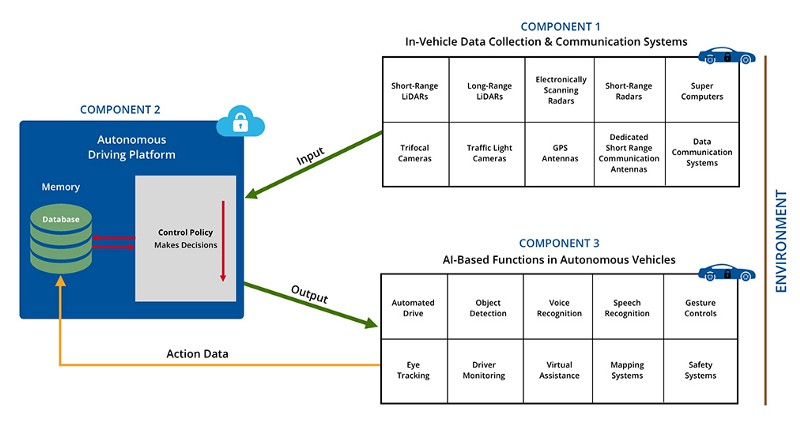 COMPONENT 1
In-Vehicle Data Collection & Communication Systems
Short-Range
LiDARs
Long-Range
LiDARs
Electronically
Scanning
Radars
Short-Range
Radars
Super
Computers
Trifocal
Cameras
Traffic Light
Cameras
GPS
Antennas
Dedicated
Short Range
Communication
Antennas
Data
Communication
Systems
COMPONENT 2
Autonomous
Driving Platform
Memory
Database
Control Policy
Makes Decisions
Input
Output
Action Data
COMPONENT 3
AI-Based Functions in Autonomous Vehicles
Automated
Drive
Object
Detection
Voice
Recognition
Speech
Recognition
Gesture
Controls
Eye
Tracking
Driver
Monitoring
Virtual
Assistance
Mapping
Systems
Safety
Systems
ENVIRONMENT